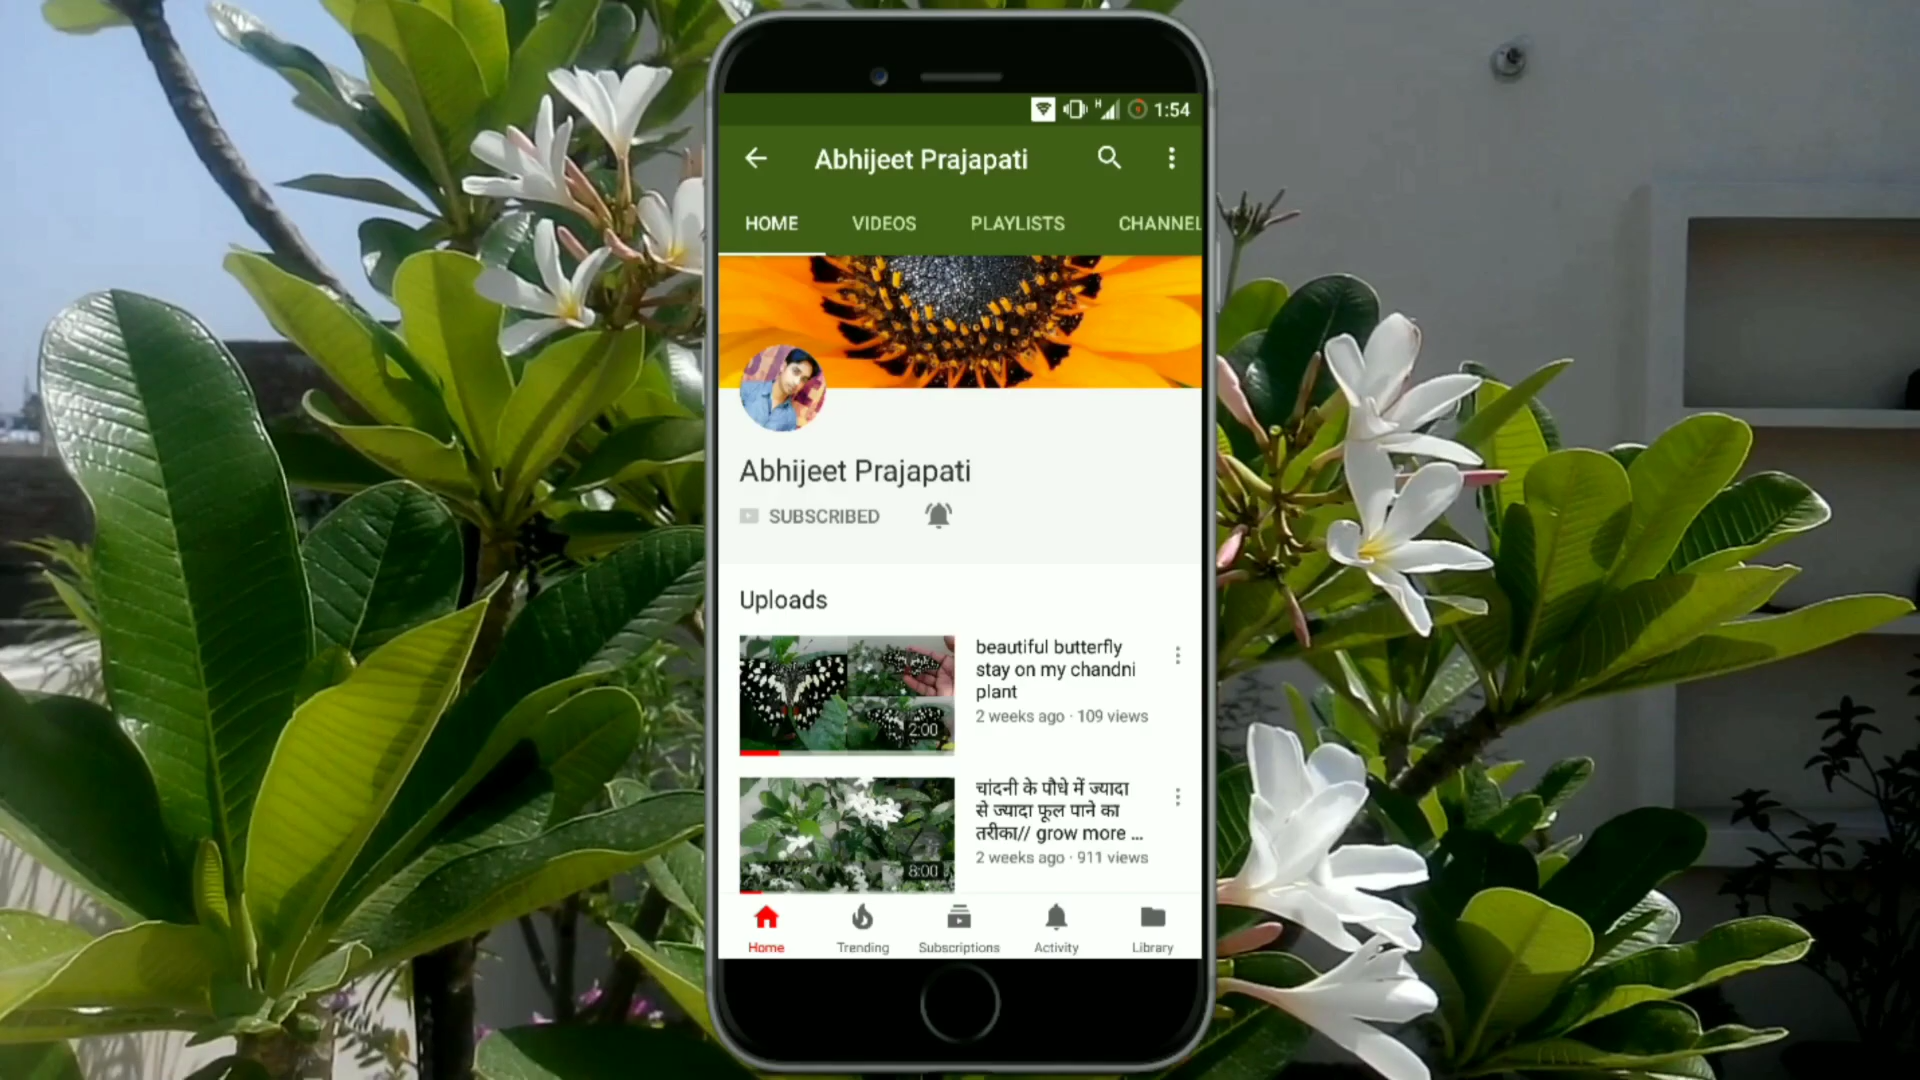 H 1:54
Abhijeet Prajapati
HOME VIDEOS PLAYLISTS CHANNEL
Abhijeet Prajapati
SUBSCRIBED
Uploads
beautiful butterfly
stay on my chandni
plant
2 weeks ago · 109 views
2:00
चांदनी के पौधे में ज्यादा
से ज्यादा फूल पाने का
तरीका// grow more ...
2 weeks ago · 911 views
8:00
Home Trending Subscriptions Activity Library